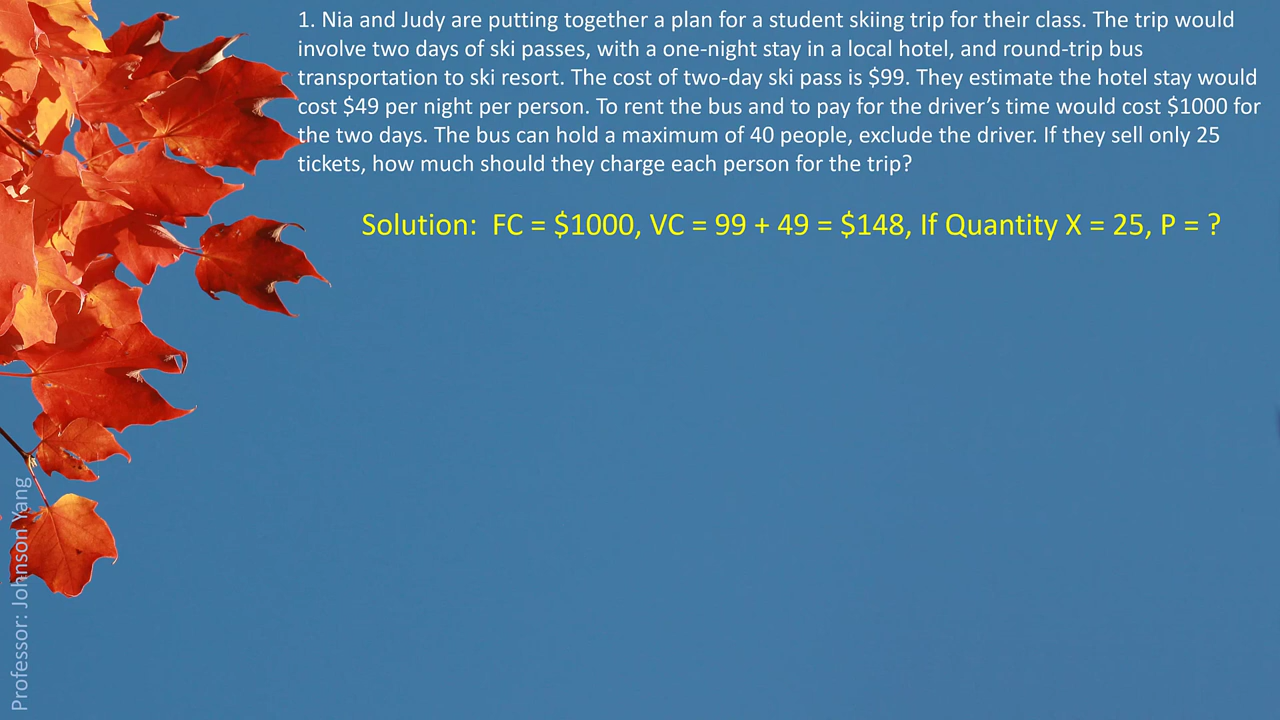 1. Nia and Judy are putting together a plan for a student skiing trip for their class. The trip would
involve two days of ski passes, with a one-night stay in a local hotel, and round-trip bus
transportation to ski resort. The cost of two-day ski pass is $99. They estimate the hotel stay would
cost $49 per night per person. To rent the bus and to pay for the driver’s time would cost $1000 for
the two days. The bus can hold a maximum of 40 people, exclude the driver. If they sell only 25
tickets, how much should they charge each person for the trip?
Solution: FC = $1000, VC = 99 + 49 = $148, If Quantity X = 25, P = ?
Professor: Johnson Yang